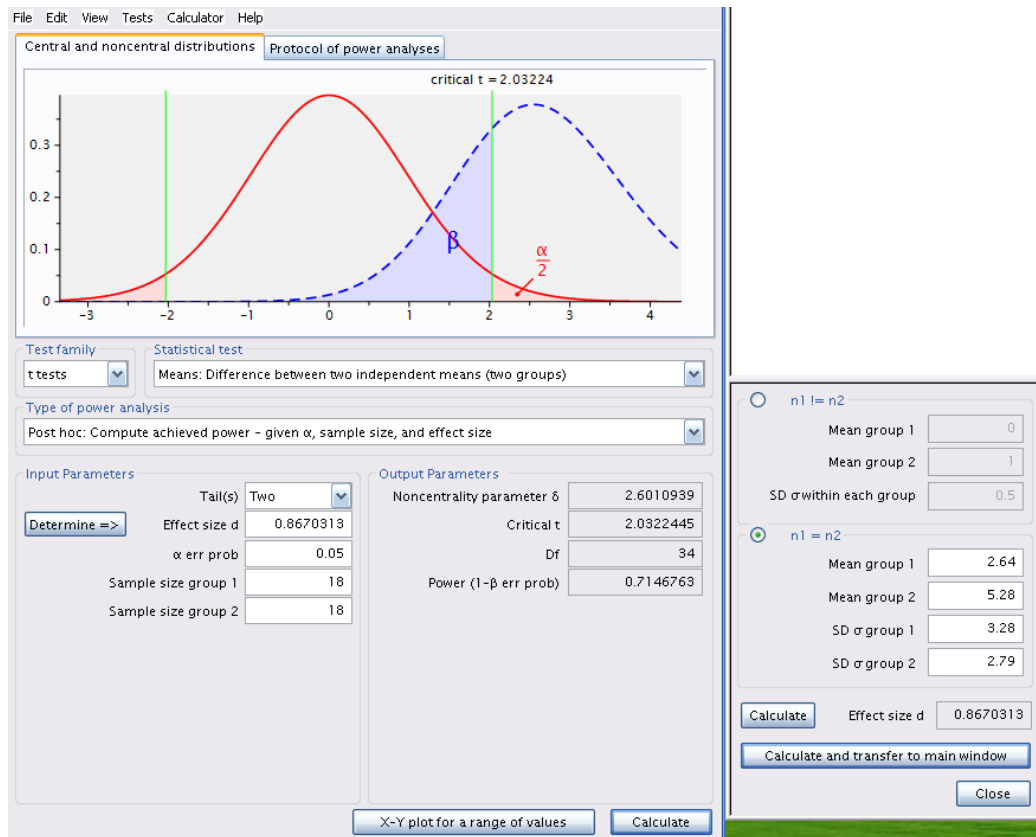 File Edit View Tests Calculator Help
Central and noncentral distributions Protocol of power analyses
critical t = 2.03224
0.3
0.2
0.1
0
β
α
2
-3 -2 -1 0 1 2 3 4
Test family
t tests
Statistical test
Means: Difference between two independent means (two groups)
Type of power analysis
Post hoc: Compute achieved power – given α, sample size, and effect size
Input Parameters
Tail(s) Two
Determine => Effect size d 0.8670313
α err prob 0.05
Sample size group 1 18
Sample size group 2 18
Output Parameters
Noncentrality parameter δ 2.6010939
Critical t 2.0322445
Df 34
Power (1-β err prob) 0.7146763
X-Y plot for a range of values Calculate
n1 != n2
Mean group 1 0
Mean group 2 1
SD σ within each group 0.5
n1 = n2
Mean group 1 2.64
Mean group 2 5.28
SD σ group 1 3.28
SD σ group 2 2.79
Calculate Effect size d 0.8670313
Calculate and transfer to main window
Close